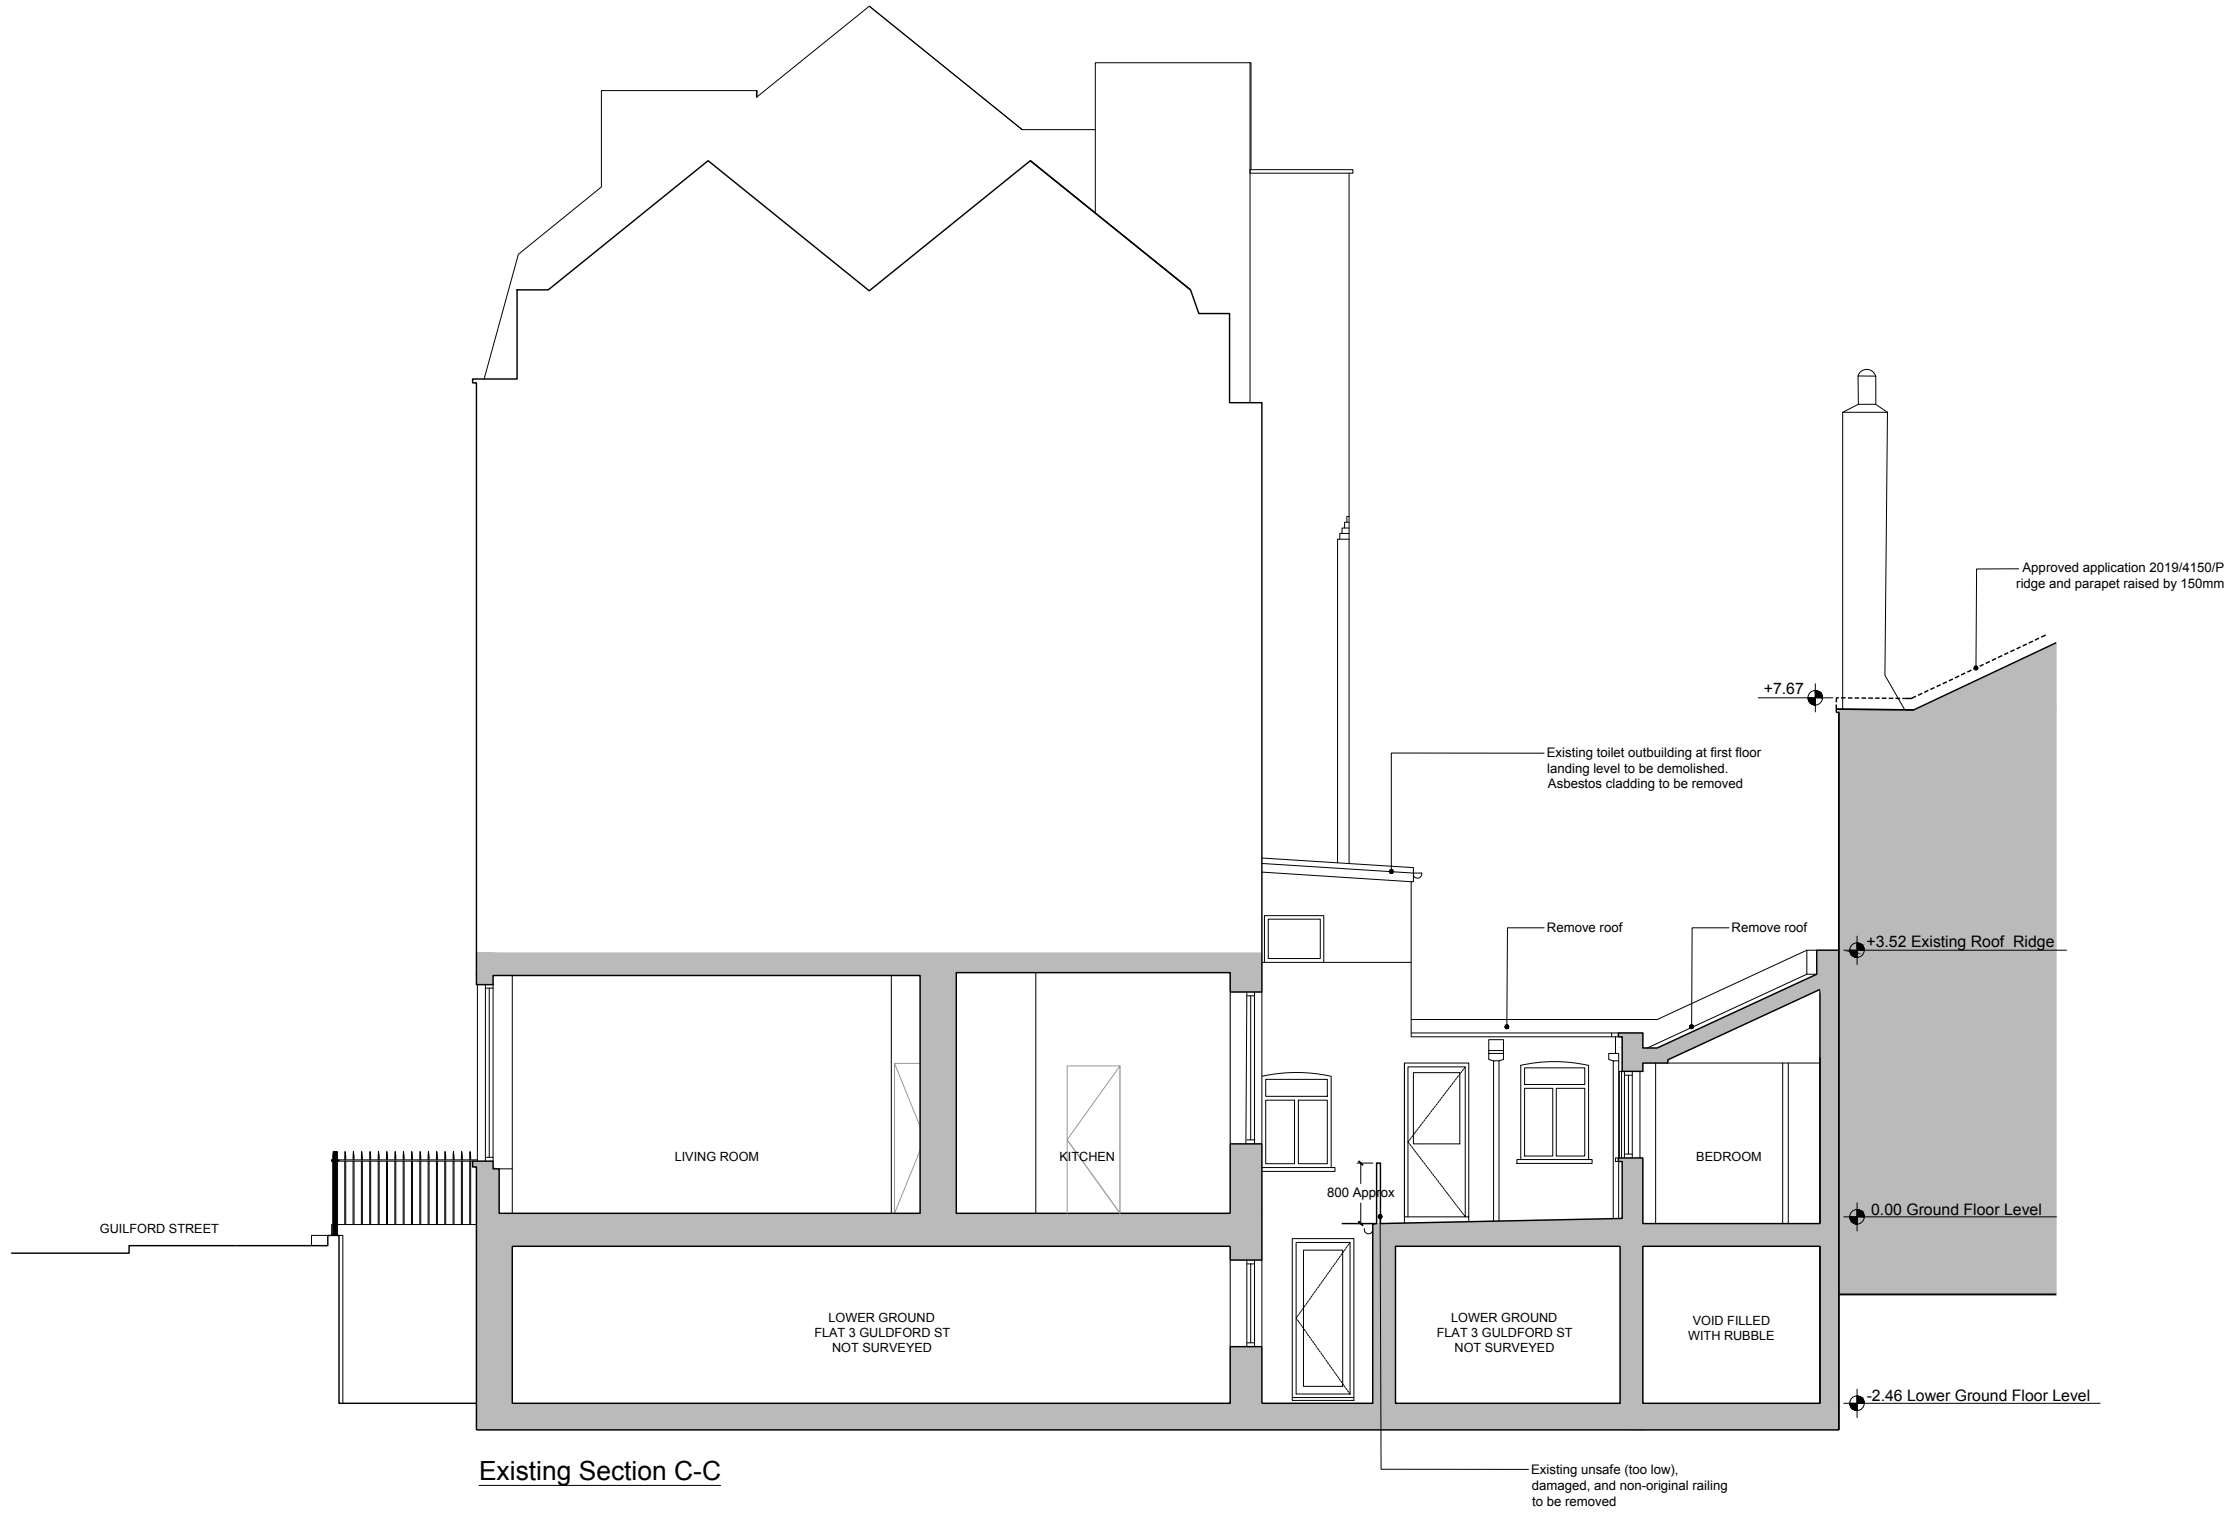 Approved application 2019/4150/P
ridge and parapet raised by 150mm
+7.67
Existing toilet outbuilding at first floor
landing level to be demolished.
Asbestos cladding to be removed
Remove roof
Remove roof
+3.52 Existing Roof Ridge
LIVING ROOM
KITCHEN
BEDROOM
800 Approx
0.00 Ground Floor Level
GUILFORD STREET
LOWER GROUND
FLAT 3 GULDFORD ST
NOT SURVEYED
LOWER GROUND
FLAT 3 GULDFORD ST
NOT SURVEYED
VOID FILLED
WITH RUBBLE
-2.46 Lower Ground Floor Level
Existing Section C-C
Existing unsafe (too low),
damaged, and non-original railing
to be removed